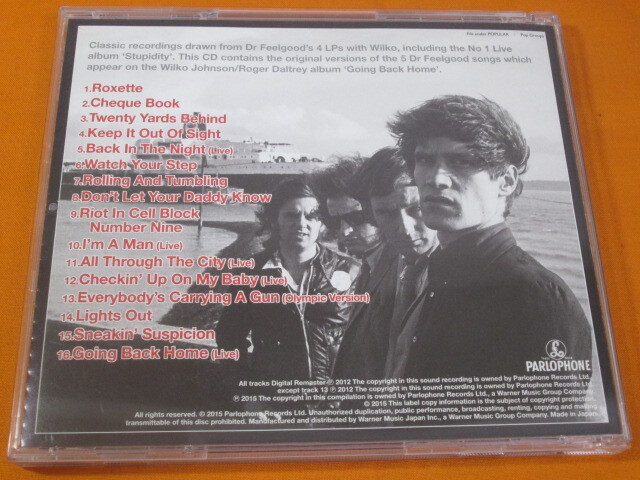 File under: POPULAR Pop Groups
Classic recordings drawn from Dr Feelgood's 4 LPs with Wilko, including the No 1 Live
album 'Stupidity'. This CD contains the original versions of the 5 Dr Feelgood songs which
appear on the Wilko Johnson/Roger Daltrey album 'Going Back Home'.
1.Roxette
2.Cheque Book
3.Twenty Yards Behind
4.Keep It Out Of Sight
5.Back In The Night (Live)
6.Watch Your Step
7.Rolling And Tumbling
8.Don't Let Your Daddy Know
9.Riot In Cell Block
Number Nine
10.I'm A Man (Live)
11.All Through The City (Live)
12.Checkin' Up On My Baby (Live)
13.Everybody's Carrying A Gun (Olympic Version)
14.Lights Out
15.Sneakin' Suspicion
16.Going Back Home (Live)
PARLOPHONE
All tracks Digital Remaster ℗ 2012 The copyright in this sound recording is owned by Parlophone Records Ltd.,
except track 13 ℗ 2012 The copyright in this sound recording is owned by Parlophone Records Ltd.
℗ 2015 The copyright in this compilation is owned by Parlophone Records Ltd., a Warner Music Group Company.
© 2015 This label copy information is the subject of copyright protection.
All rights reserved. © 2015 Parlophone Records Ltd. Unauthorized duplication, public performance, broadcasting, renting, copying and making
transmittable of this disc prohibited. Manufactured and distributed by Warner Music Japan Inc., a Warner Music Group Company. Made in Japan